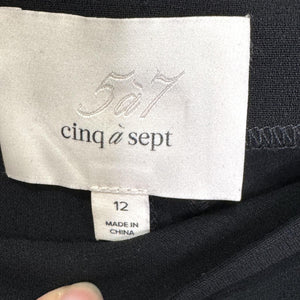 5à7
cinq à sept
12
MADE IN
CHINA